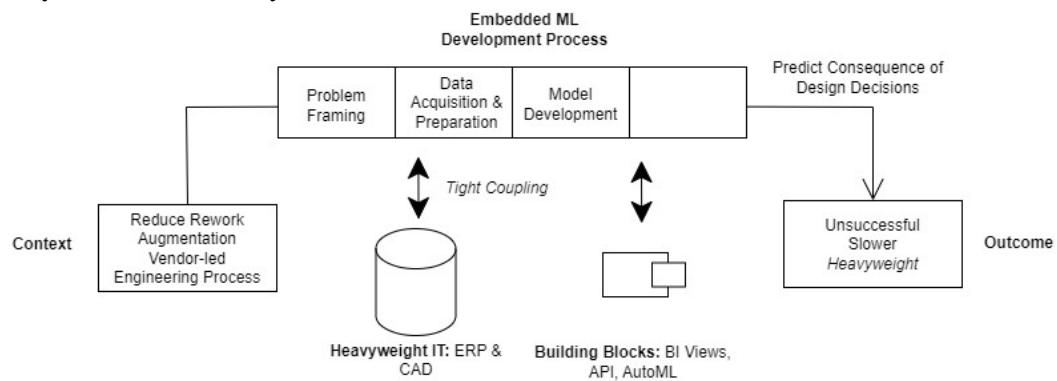 Embedded ML
Development Process
Problem
Framing
Data
Acquisition &
Preparation
Model
Development
Predict Consequence of
Design Decisions
Tight Coupling
Context
Reduce Rework
Augmentation
Vendor-led
Engineering Process
Unsuccessful
Slower
Heavyweight
Outcome
Heavyweight IT: ERP &
CAD
Building Blocks: BI Views,
API, AutoML